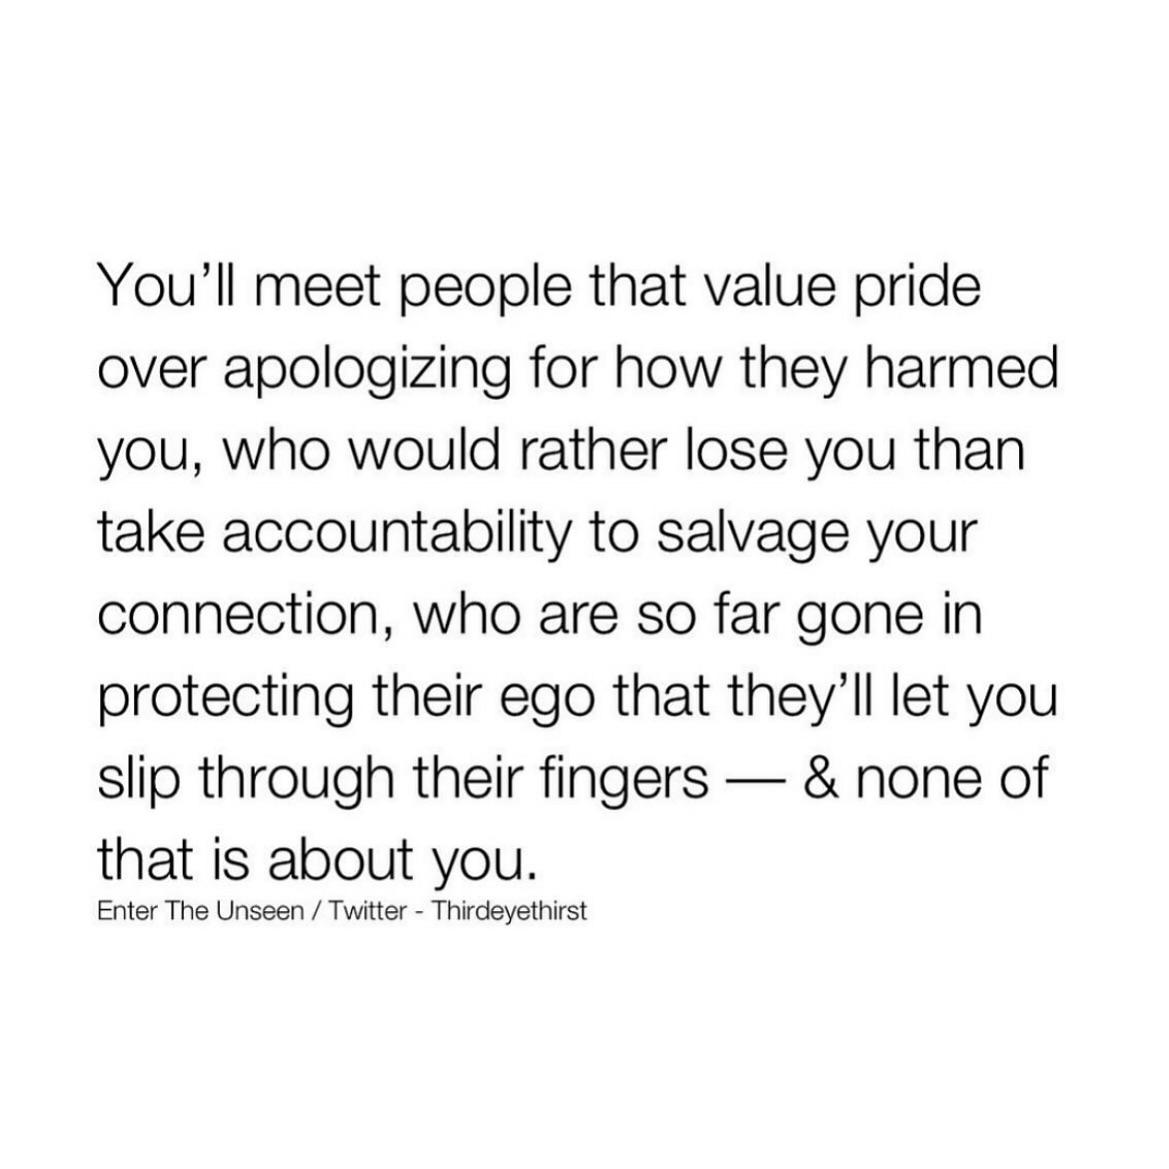 You’ll meet people that value pride
over apologizing for how they harmed
you, who would rather lose you than
take accountability to salvage your
connection, who are so far gone in
protecting their ego that they’ll let you
slip through their fingers — & none of
that is about you.
Enter The Unseen / Twitter - Thirdeyethirst